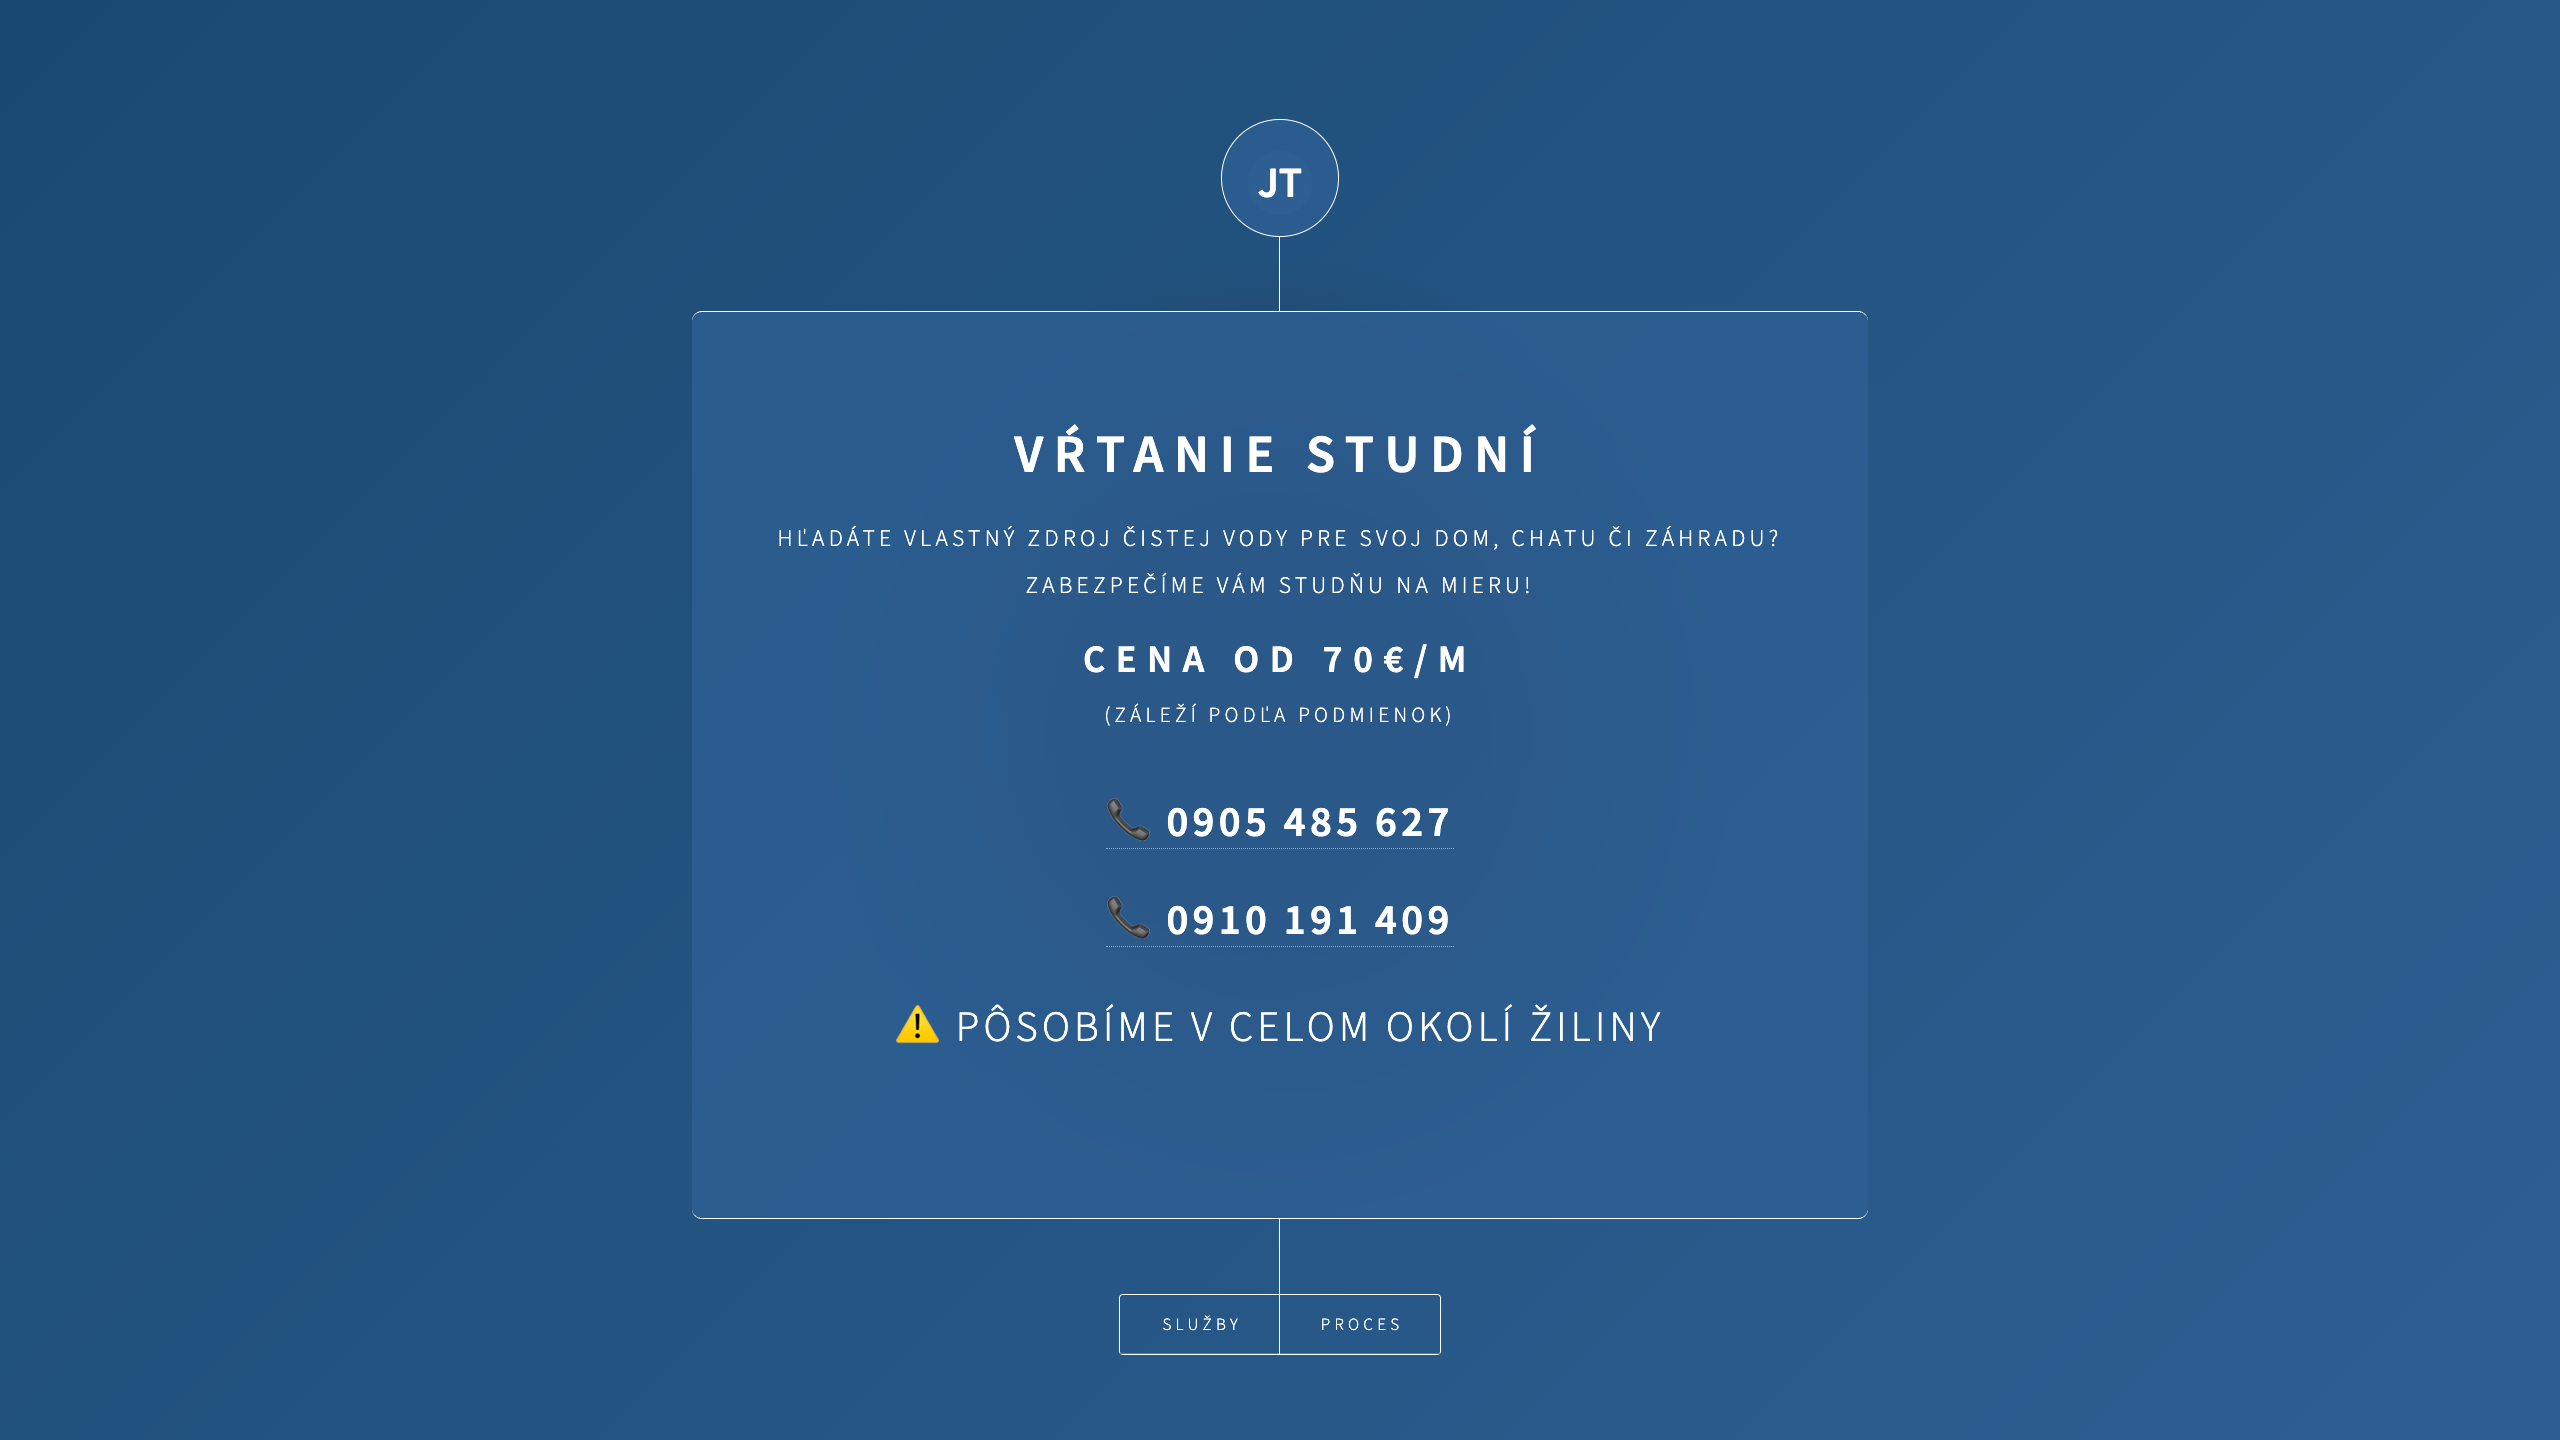 JT
VŔTANIE STUDNÍ
HĽADÁTE VLASTNÝ ZDROJ ČISTEJ VODY PRE SVOJ DOM, CHATU ČI ZÁHRADU?
ZABEZPEČÍME VÁM STUDŇU NA MIERU!
CENA OD 70€/M
(ZÁLEŽÍ PODĽA PODMIENOK)
📞 0905 485 627
📞 0910 191 409
⚠️ PÔSOBÍME V CELOM OKOLÍ ŽILINY
SLUŽBY
PROCES